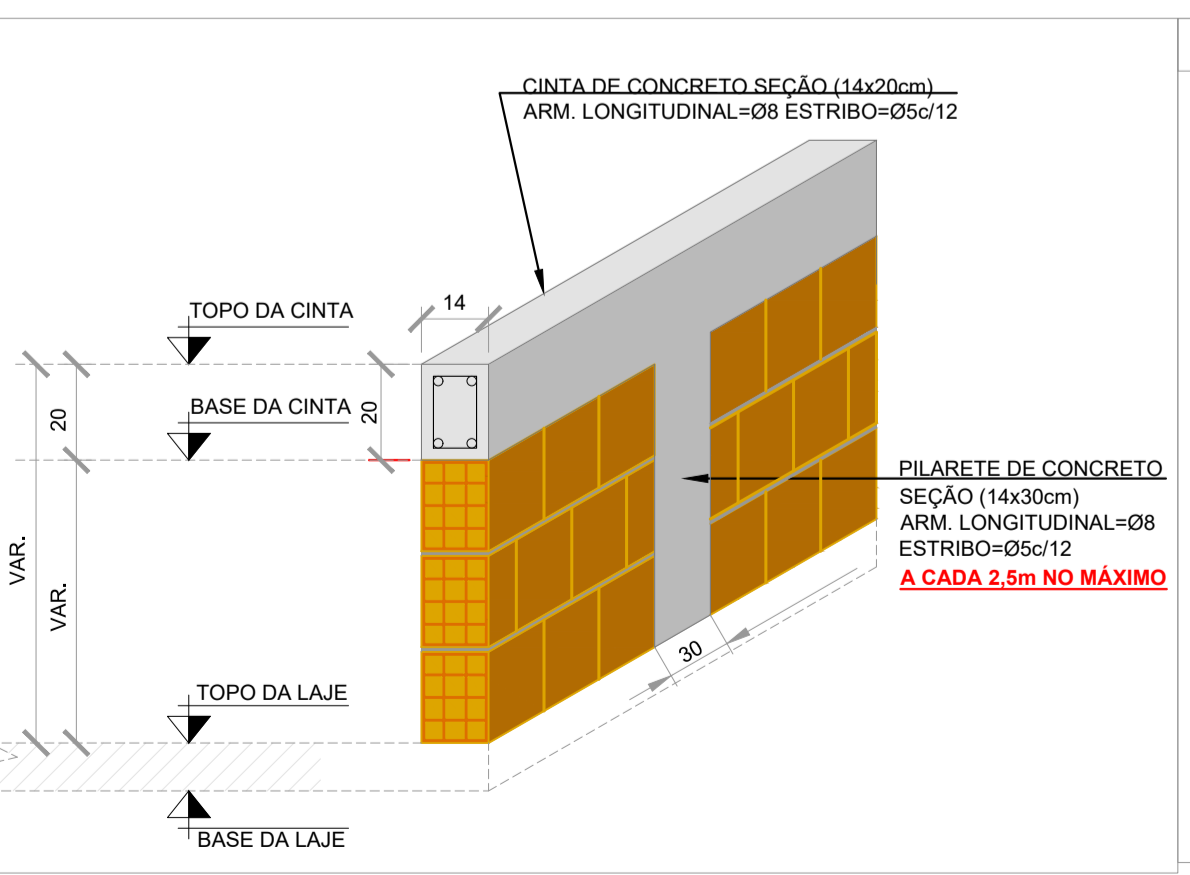 CINTA DE CONCRETO SEÇÃO (14x20cm)
ARM. LONGITUDINAL=Ø8 ESTRIBO=Ø5c/12
14
TOPO DA CINTA
20
BASE DA CINTA
20
PILARETE DE CONCRETO
SEÇÃO (14x30cm)
ARM. LONGITUDINAL=Ø8
ESTRIBO=Ø5c/12
A CADA 2,5m NO MÁXIMO
VAR.
VAR.
30
TOPO DA LAJE
BASE DA LAJE